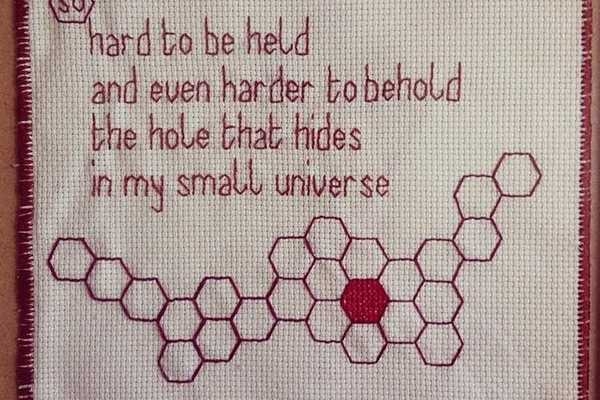 so
hard to be held
and even harder to behold
the hole that hides
in my small universe